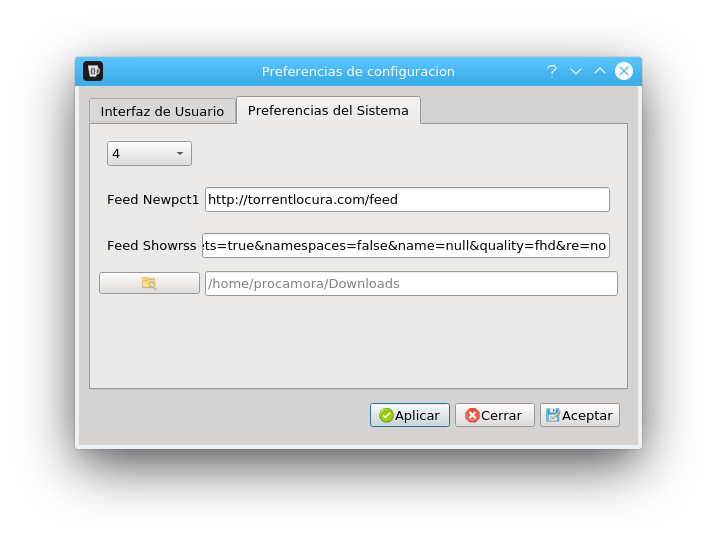 Preferencias de configuracion
Interfaz de Usuario
Preferencias del Sistema
4
Feed Newpct1
http://torrentlocura.com/feed
Feed Showrss
ets=true&namespaces=false&name=null&quality=fhd&re=no
/home/procamora/Downloads
Aplicar
Cerrar
Aceptar